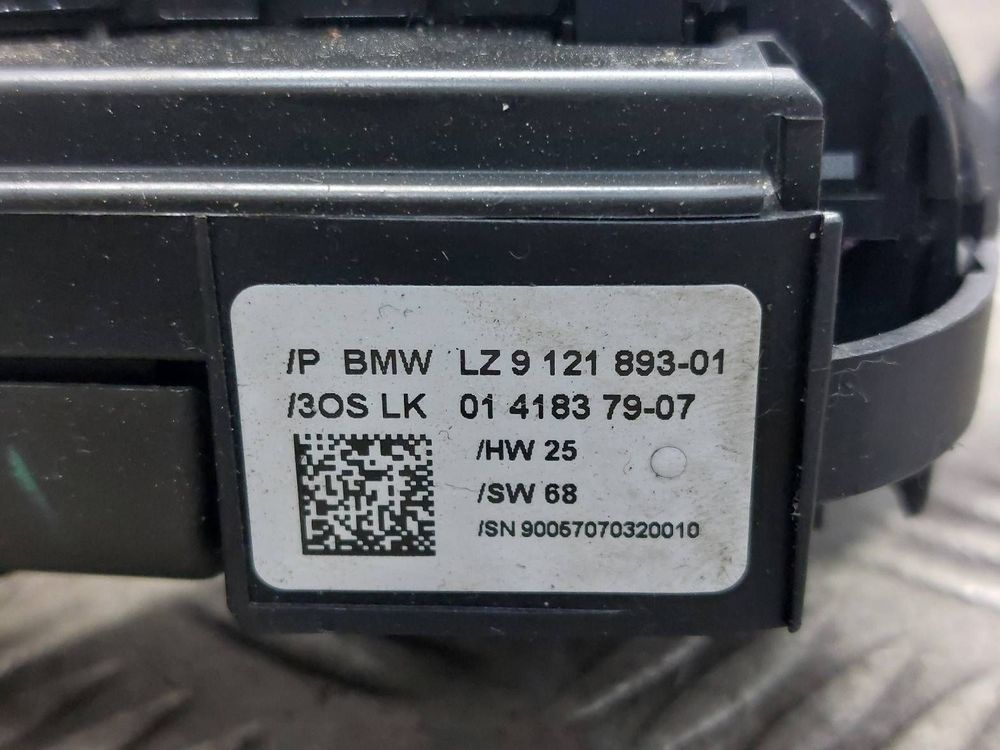 /P BMW LZ 9 121 893-01
/3OS LK 01 4183 79-07
/HW 25
/SW 68
/SN 90057070320010